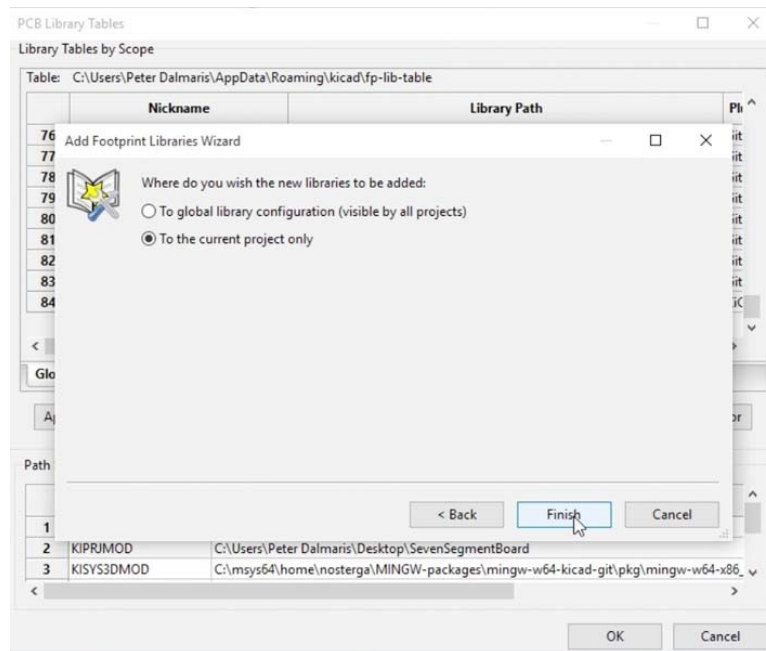 PCB Library Tables
Library Tables by Scope
Table: C:\Users\Peter Dalmaris\AppData\Roaming\kicad\fp-lib-table
Nickname Library Path
76
Add Footprint Libraries Wizard
77
78 Where do you wish the new libraries to be added:
79
80 To global library configuration (visible by all projects)
81 To the current project only
82
83
84
Path
< Back Finish Cancel
1
2 KIPRJMOD C:\Users\Peter Dalmaris\Desktop\SevenSegmentBoard
3 KISYS3DMOD C:\msys64\home\nosterga\MINGW-packages\mingw-w64-kicad-git\pkg\mingw-w64-x86_
OK Cancel